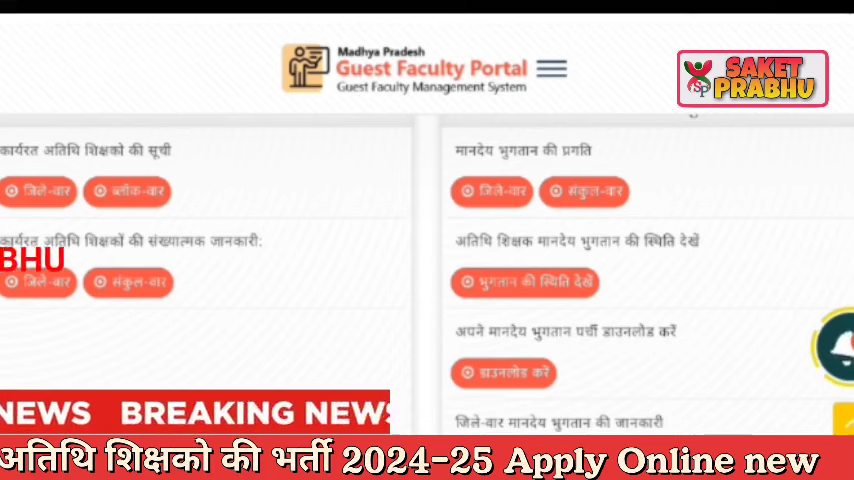 Madhya Pradesh
Guest Faculty Portal
Guest Faculty Management System
SAKET
PRABHU
SP
कार्यरत अतिथि शिक्षको की सूची
जिले-वार
ब्लॉक-वार
कार्यरत अतिथि शिक्षकों की संख्यात्मक जानकारी:
BHU
जिले-वार
संकुल-वार
मानदेय भुगतान की प्रगति
जिले-वार
संकुल-वार
अतिथि शिक्षक मानदेय भुगतान की स्थिति देखें
भुगतान की स्थिति देखें
अपने मानदेय भुगतान पर्ची डाउनलोड करें
डाउनलोड करें
जिले-वार मानदेय भुगतान की जानकारी
NEWS BREAKING NEWS
अतिथि शिक्षको की भर्ती 2024-25 Apply Online new